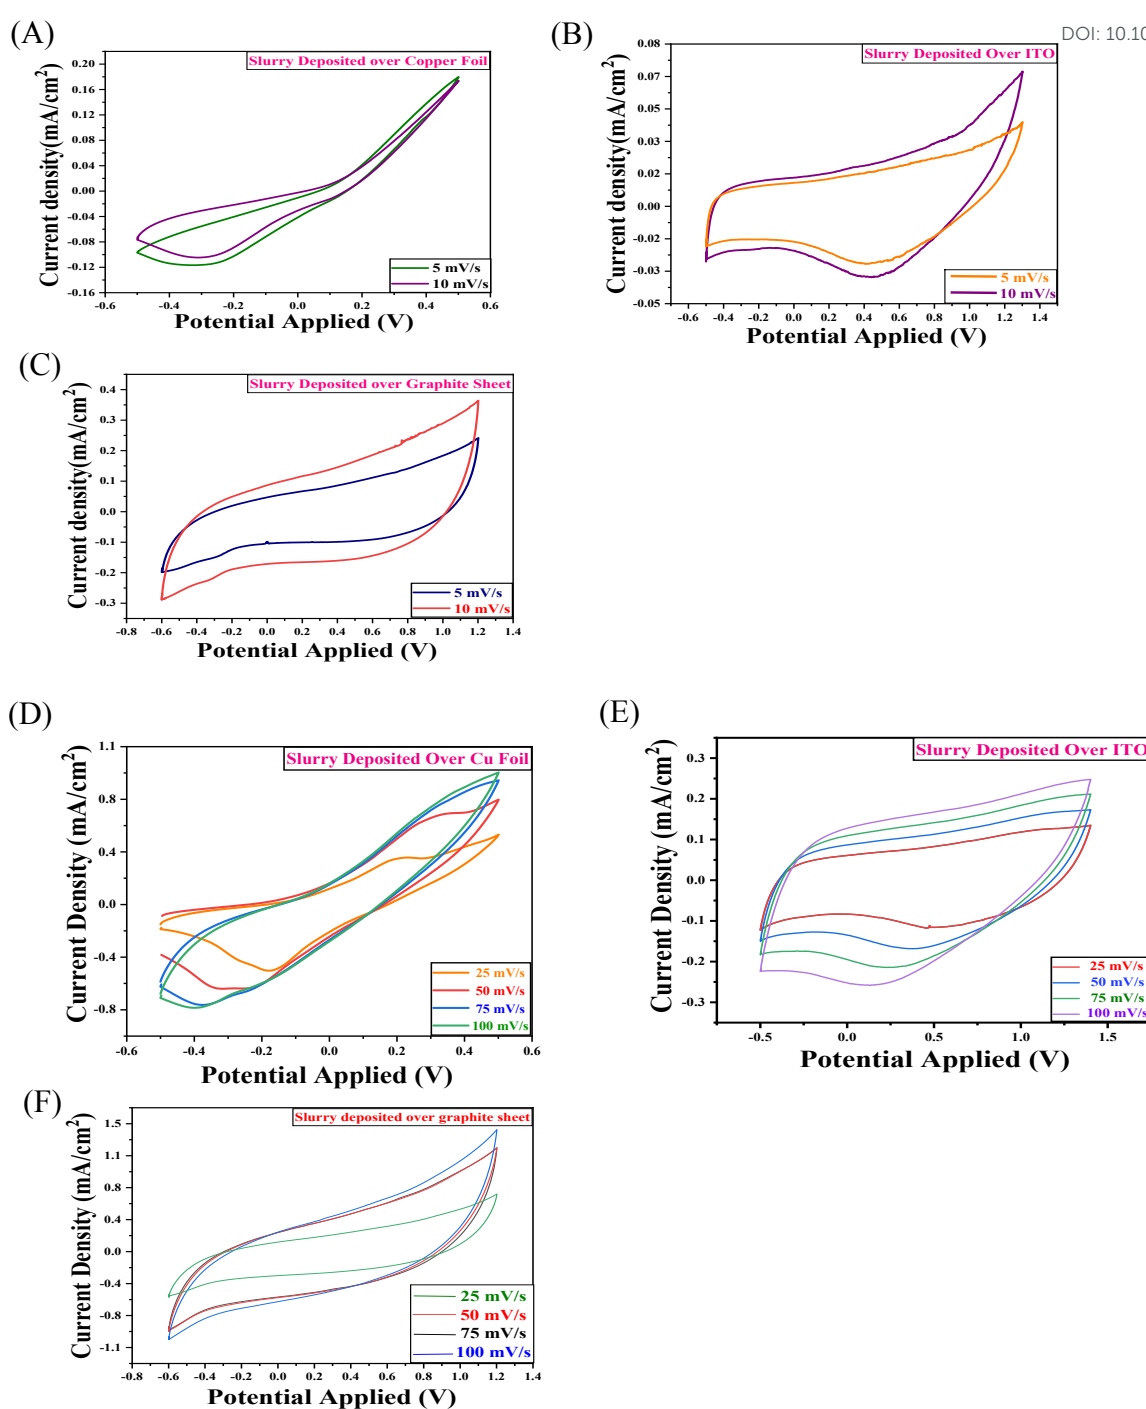 (A)
Slurry Deposited over Copper Foil
Current density(mA/cm²)
0.20
0.16
0.12
0.08
0.04
0.00
-0.04
-0.08
-0.12
-0.16
-0.6
-0.4
-0.2
0.0
0.2
0.4
0.6
5 mV/s
10 mV/s
Potential Applied (V)
(B)
DOI: 10.10
Slurry Deposited Over ITO
Current density(mA/cm²)
0.08
0.07
0.05
0.03
0.02
0.00
-0.02
-0.03
-0.05
-0.6
-0.4
-0.2
0.0
0.2
0.4
0.6
0.8
1.0
1.2
1.4
5 mV/s
10 mV/s
Potential Applied (V)
(C)
Slurry Deposited over Graphite Sheet
Current density(mA/cm²)
0.4
0.3
0.2
0.1
0.0
-0.1
-0.2
-0.3
-0.8
-0.6
-0.4
-0.2
0.0
0.2
0.4
0.6
0.8
1.0
1.2
1.4
5 mV/s
10 mV/s
Potential Applied (V)
(D)
Slurry Deposited Over Cu Foil
Current Density (mA/cm²)
1.1
0.8
0.4
0.0
-0.4
-0.8
-0.6
-0.4
-0.2
0.0
0.2
0.4
0.6
25 mV/s
50 mV/s
75 mV/s
100 mV/s
Potential Applied (V)
(E)
Slurry Deposited Over ITO
Current Density (mA/cm²)
0.3
0.2
0.1
0.0
-0.1
-0.2
-0.3
-0.5
0.0
0.5
1.0
1.5
25 mV/s
50 mV/s
75 mV/s
100 mV/s
Potential Applied (V)
(F)
Slurry deposited over graphite sheet
Current Density (mA/cm²)
1.5
1.1
0.8
0.4
0.0
-0.4
-0.8
-1.1
-0.8
-0.6
-0.4
-0.2
0.0
0.2
0.4
0.6
0.8
1.0
1.2
1.4
25 mV/s
50 mV/s
75 mV/s
100 mV/s
Potential Applied (V)